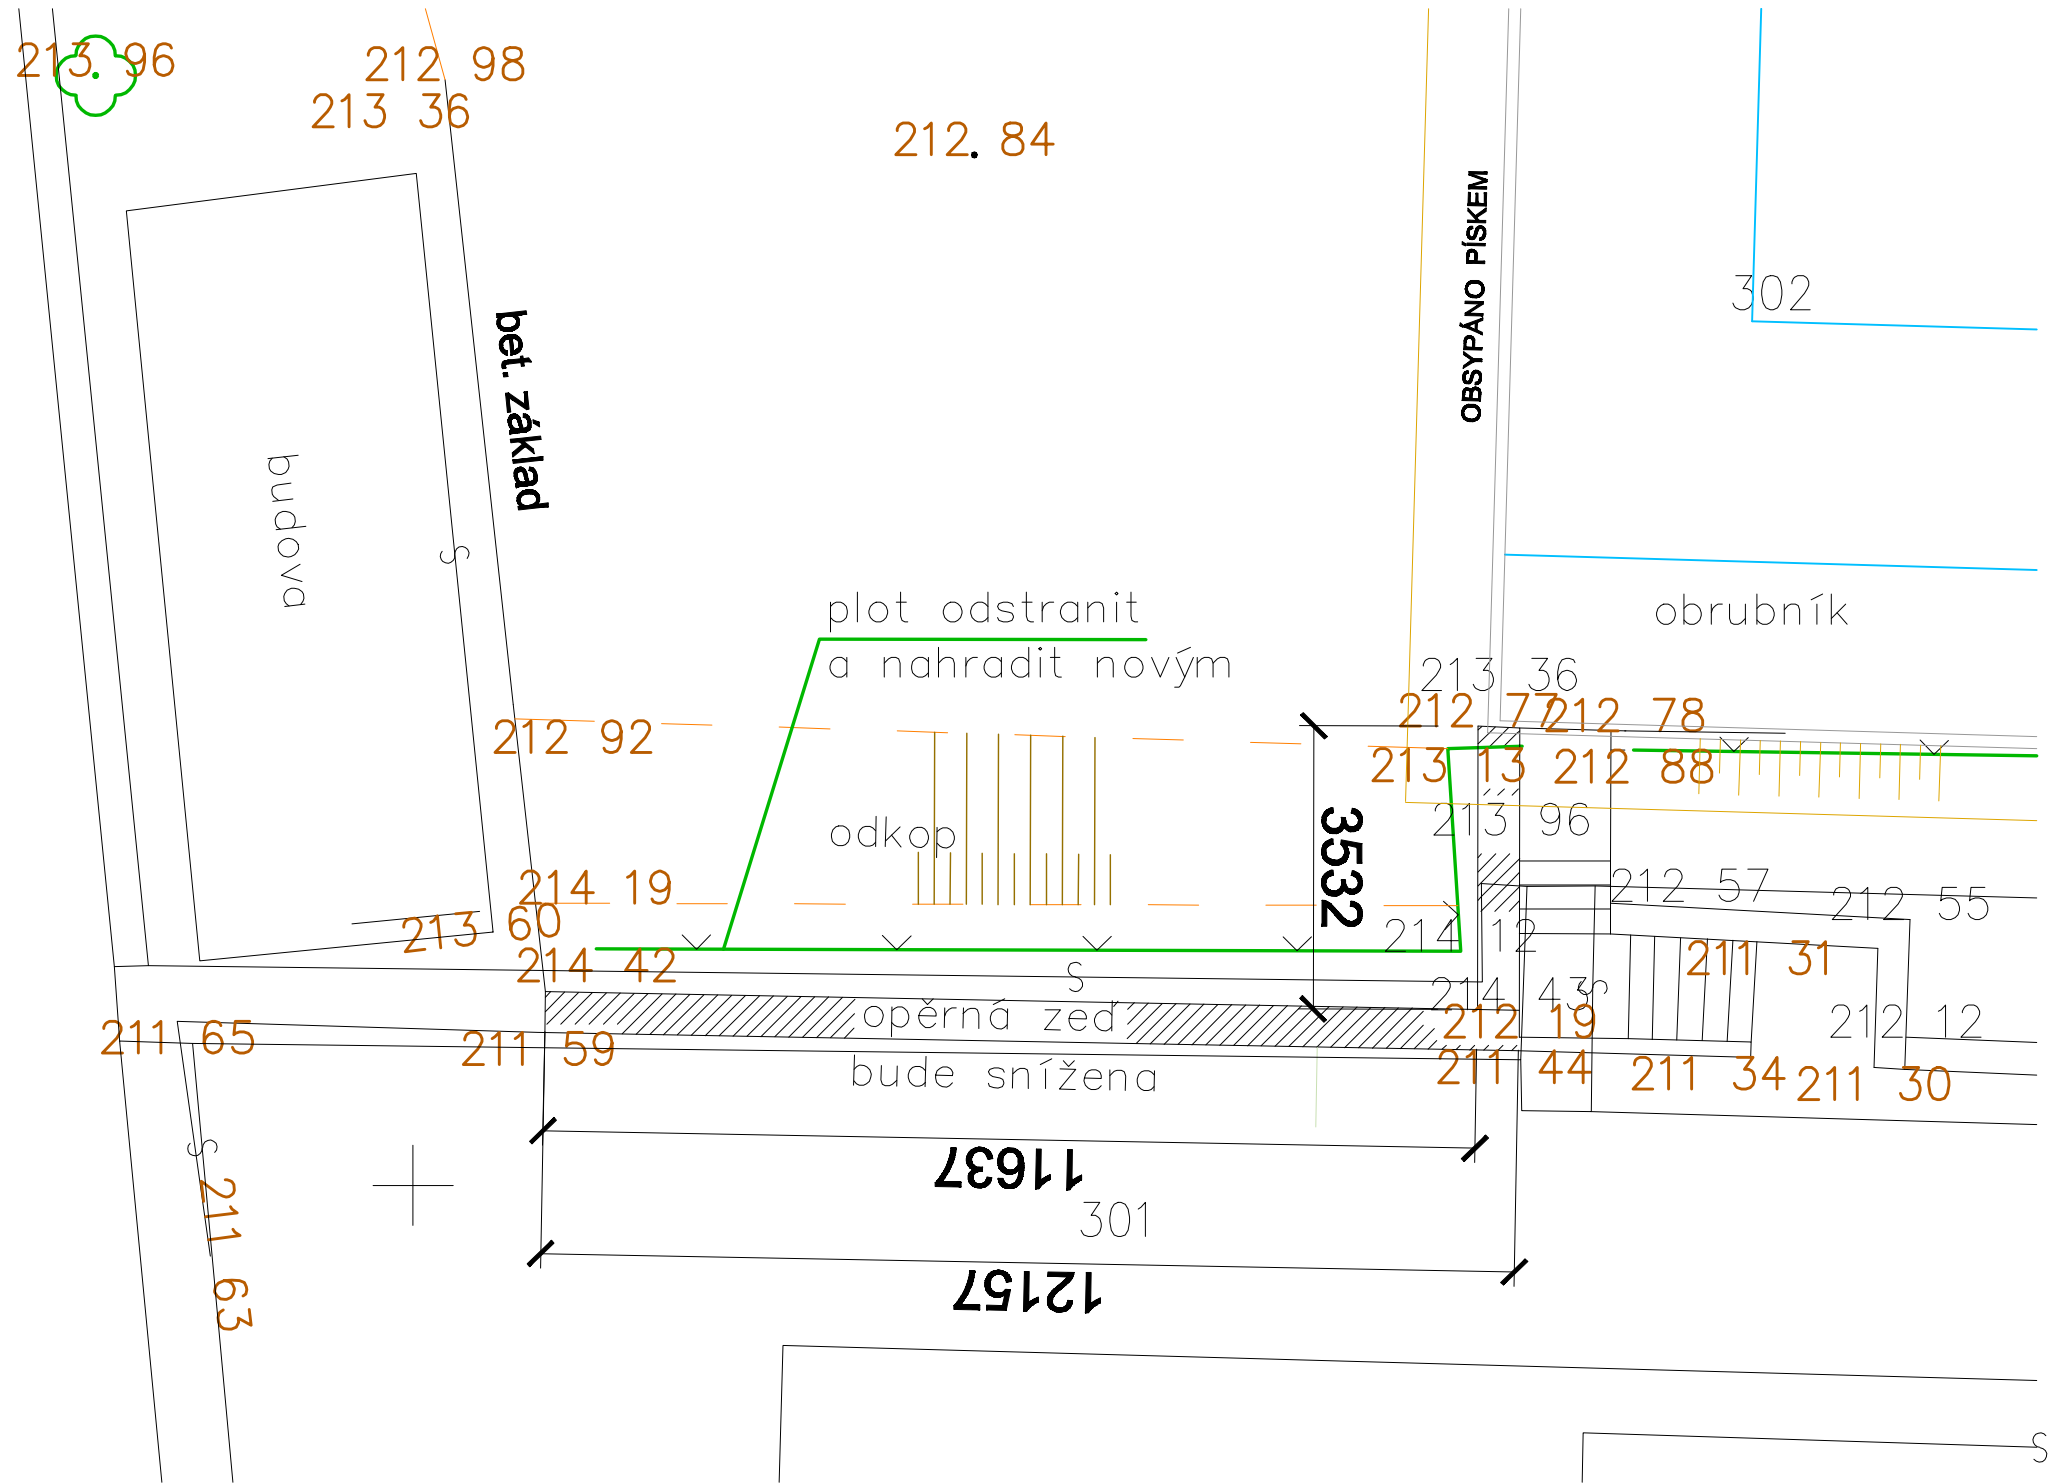 213 96
212 98
213 36
212 84
OBSYPÁNO PÍSKEM
302
bet. základ
budova
S
plot odstranit
a nahradit novým
obrubník
213 36
212 77
212 78
212 92
213 13
212 88
odkop
3532
213 96
214 19
212 57
212 55
213 60
214 12
214 42
S
211 31
214 43
S
opěrná zeď
212 19
212 12
211 65
211 59
bude snížena
211 44
211 34
211 30
S
11637
211 63
301
12157
S